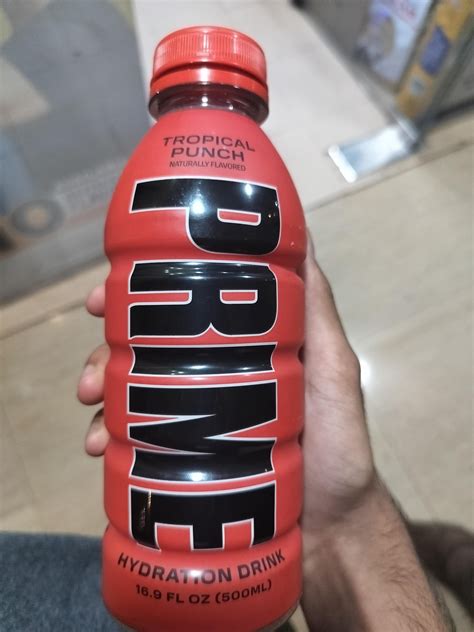 TROPICAL
PUNCH
NATURALLY FLAVORED
PRIME
HYDRATION DRINK
16.9 FL OZ (500ML)